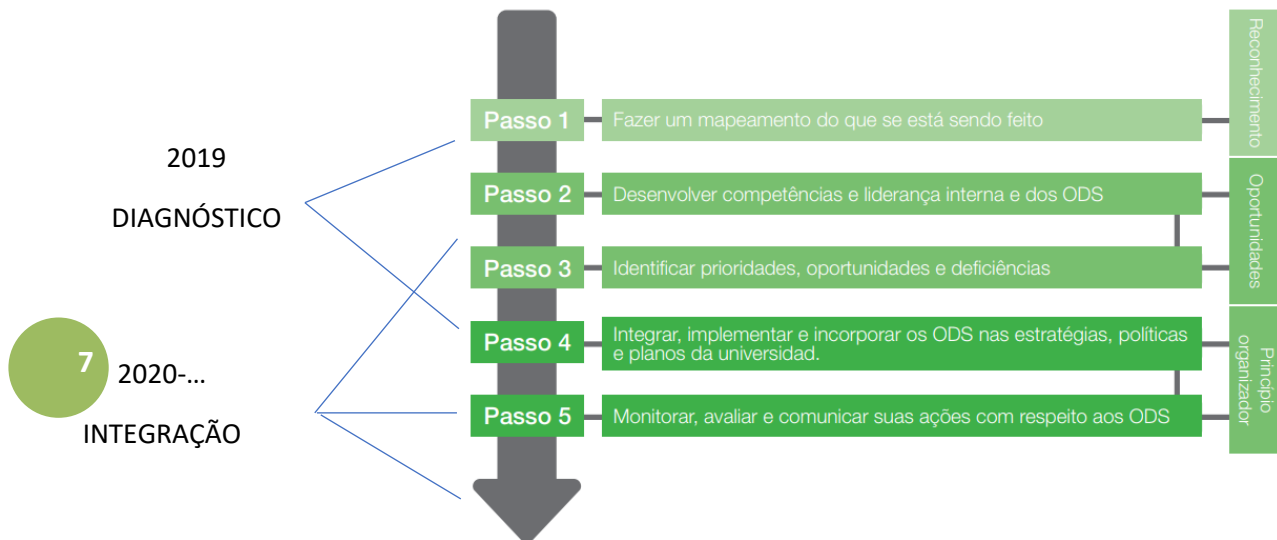 2019
DIAGNÓSTICO
7
2020-...
INTEGRAÇÃO
Passo 1
Fazer um mapeamento do que se está sendo feito
Passo 2
Desenvolver competências e liderança interna e dos ODS
Passo 3
Identificar prioridades, oportunidades e deficiências
Passo 4
Integrar, implementar e incorporar os ODS nas estratégias, políticas
e planos da universidad.
Passo 5
Monitorar, avaliar e comunicar suas ações com respeito aos ODS
Reconhecimento
Oportunidades
Princípio
organizador